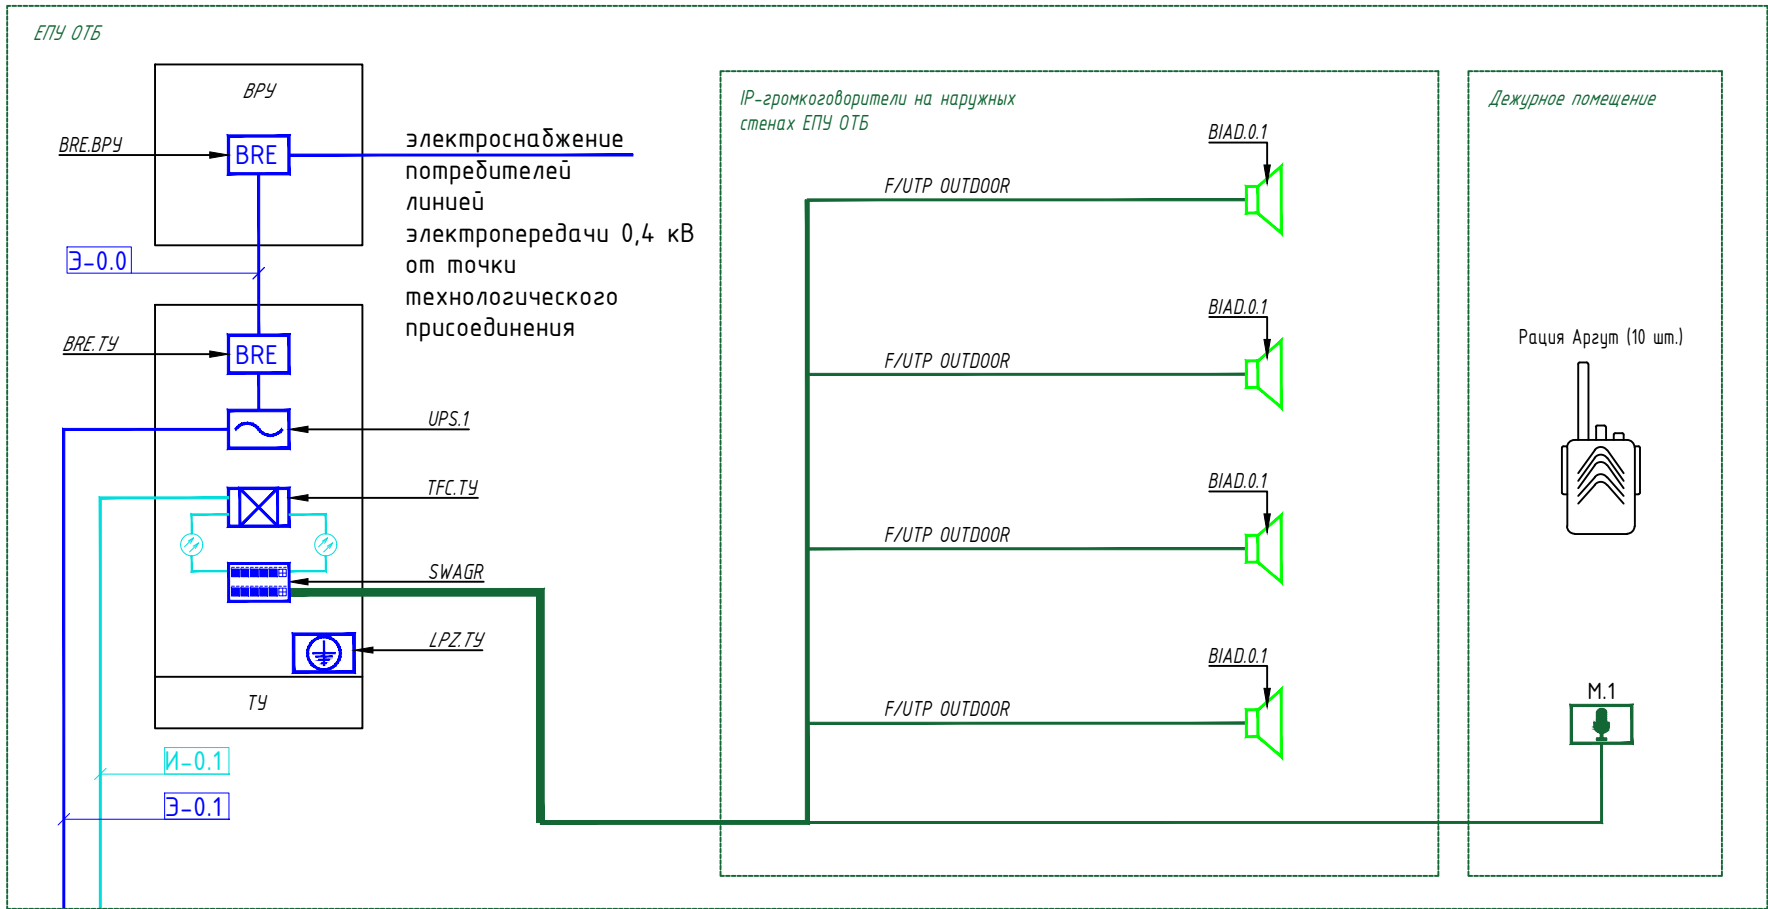 ЕПУ ОТБ
ВРУ
BRE.ВРУ
BRE
электроснабжение
потребителей
линией
электропередачи 0,4 кВ
от точки
технологического
присоединения
Э-0.0
BRE.ТУ
BRE
UPS.1
TFC.ТУ
SWAGR
LPZ.ТУ
ТУ
И-0.1
Э-0.1
IP-громкоговорители на наружных
стенах ЕПУ ОТБ
BIAD.0.1
F/UTP OUTDOOR
BIAD.0.1
F/UTP OUTDOOR
BIAD.0.1
F/UTP OUTDOOR
BIAD.0.1
F/UTP OUTDOOR
Дежурное помещение
Рация Аргут (10 шт.)
М.1